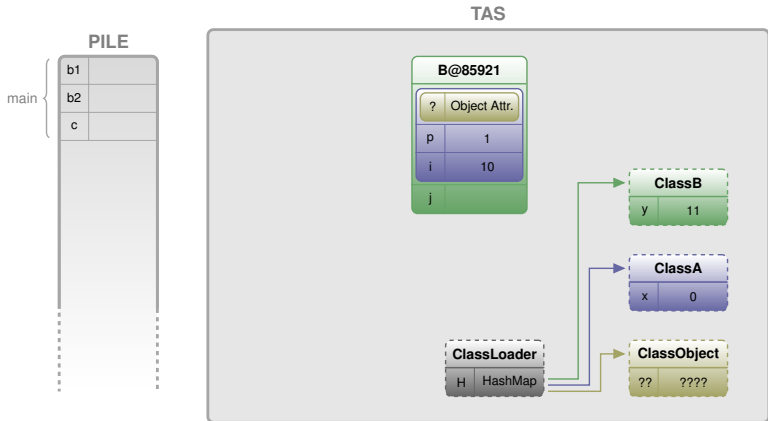 TAS
PILE
main
b1
b2
c
B@85921
? Object Attr.
p 1
i 10
j
ClassB
y 11
ClassA
x 0
ClassLoader
H HashMap
ClassObject
?? ????